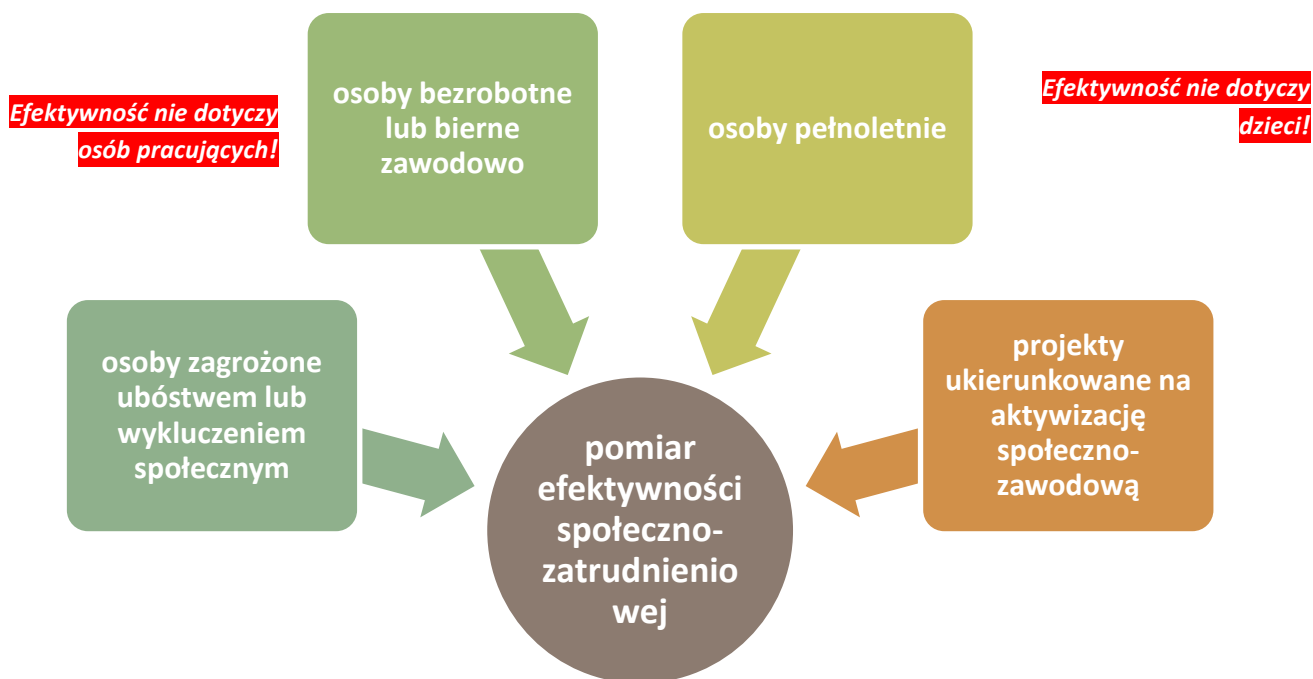 Efektywność nie dotyczy
osób pracujących!
osoby bezrobotne
lub bierne
zawodowo
osoby pełnoletnie
Efektywność nie dotyczy
dzieci!
osoby zagrożone
ubóstwem lub
wykluczeniem
społecznym
pomiar
efektywności
społeczno-
zatrudnienio
wej
projekty
ukierunkowane na
aktywizację
społeczno-
zawodową